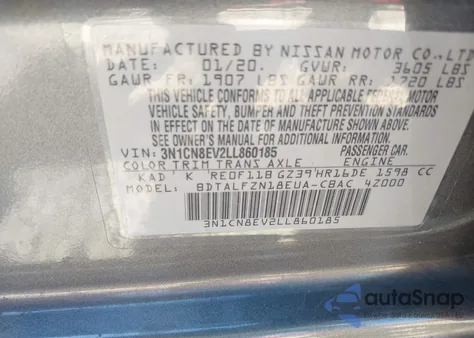 MANUFACTURED BY NISSAN MOTOR CO., LTD.
DATE: 01/20. GVWR: 3605 LBS
GAWR FR: 1907 LBS GAWR RR: 1720 LBS
THIS VEHICLE CONFORMS TO ALL APPLICABLE FEDERAL MOTOR
VEHICLE SAFETY, BUMPER, AND THEFT PREVENTION STANDARDS
IN EFFECT ON THE DATE OF MANUFACTURE SHOWN ABOVE.
SEE OWNER'S MANUAL FOR ADDITIONAL INFORMATION.
VIN: 3N1CN8EV2LL860185 PASSENGER CAR
COLOR TRIM TRANS AXLE ENGINE
KAD K RE0F11B GZ39 HR16DE 1598 CC
MODEL: BDTALFZN18EUA-CBAC 4Z000
3N1CN8EV2LL860185
autoSnap